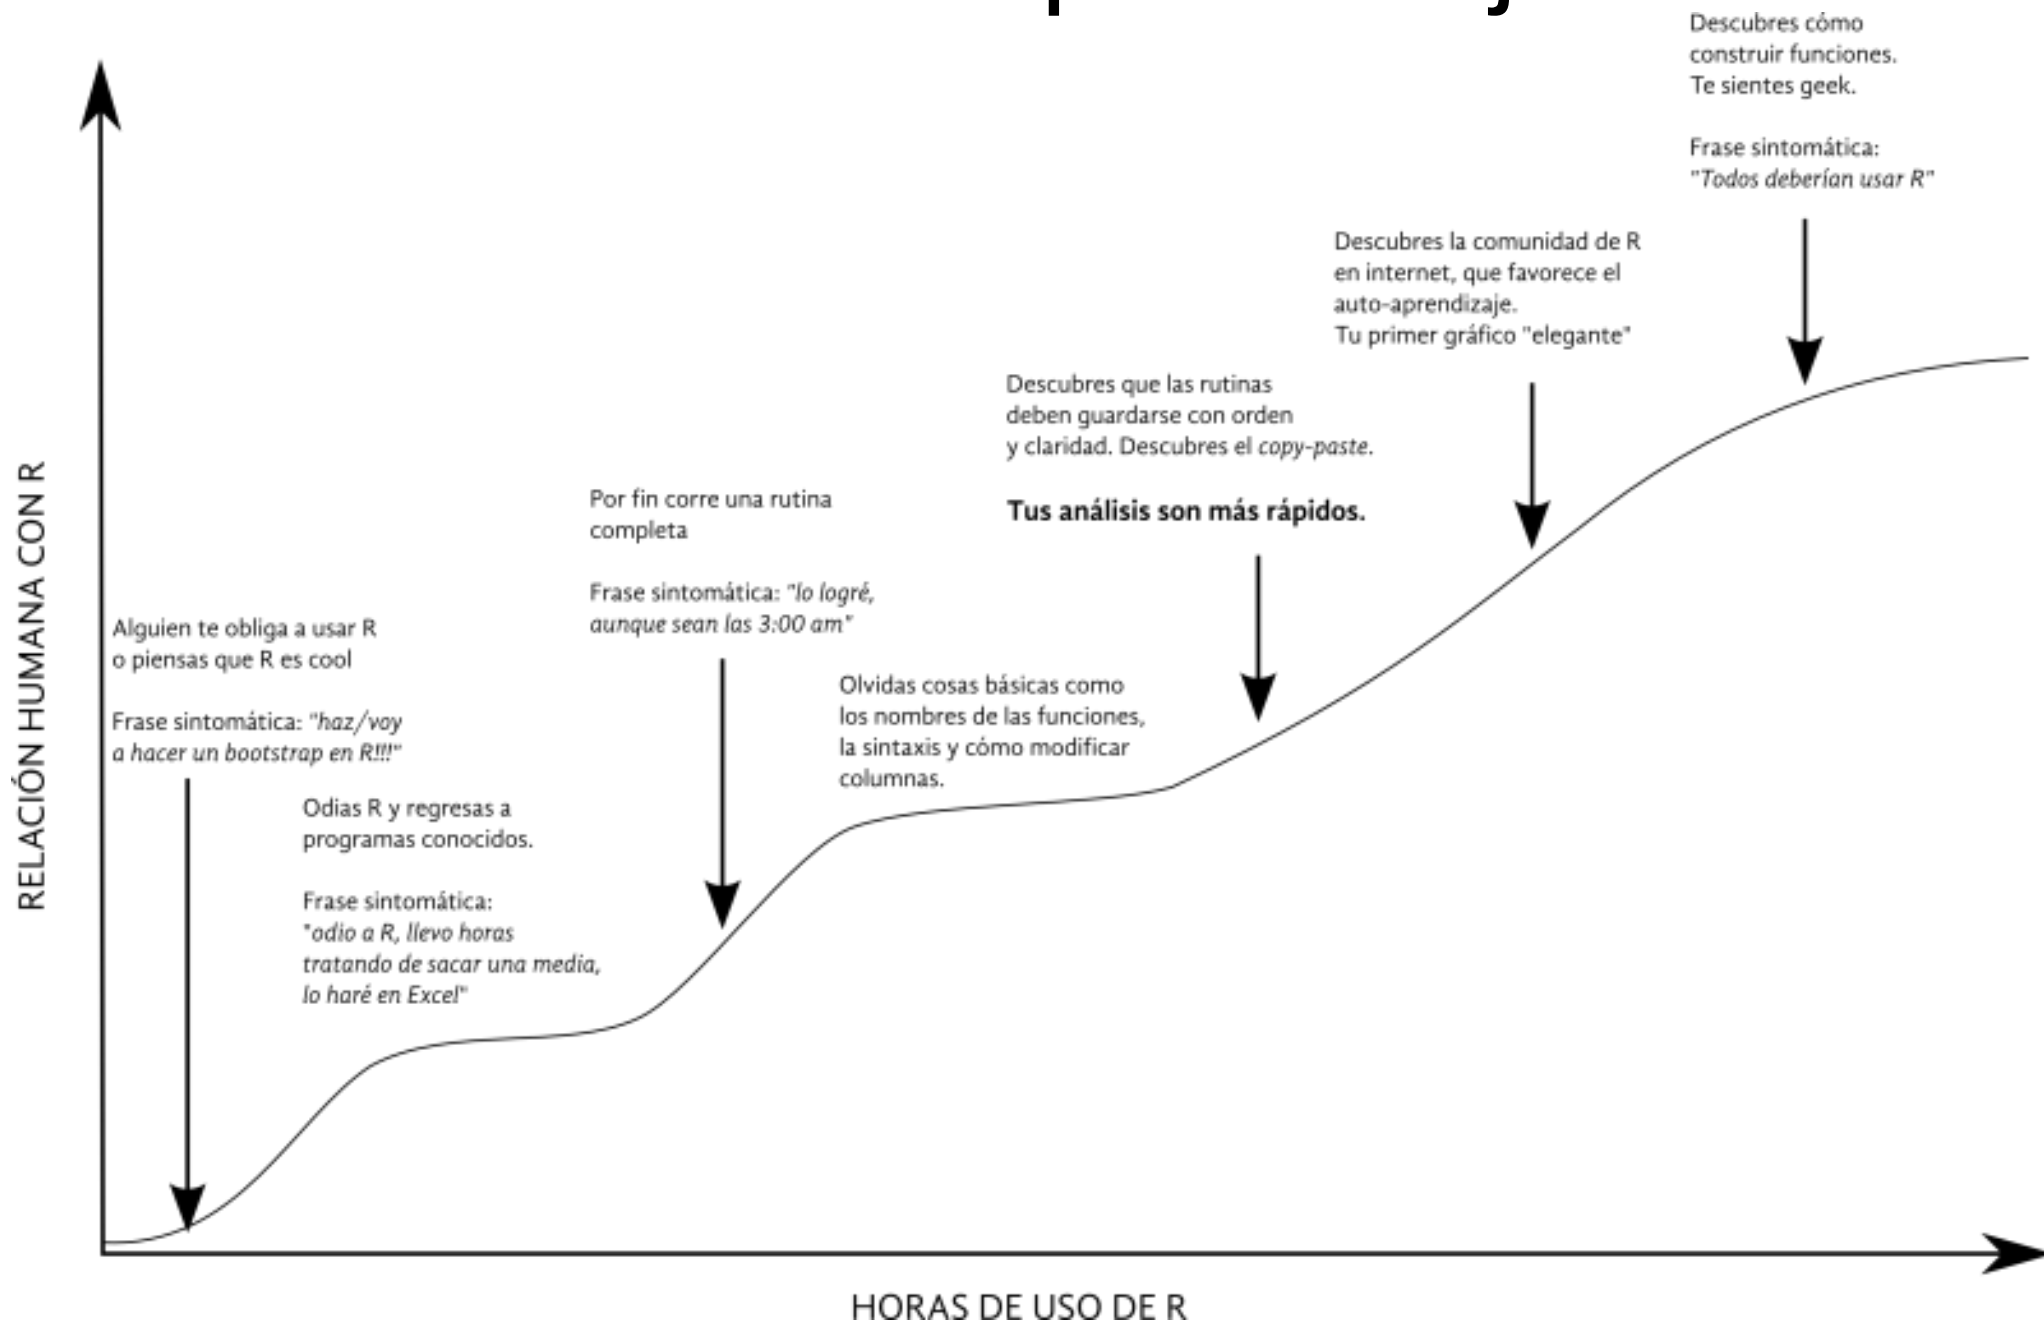 Descubres cómo
construir funciones.
Te sientes geek.
Frase sintomática:
"Todos deberían usar R"
Descubres la comunidad de R
en internet, que favorece el
auto-aprendizaje.
Tu primer gráfico "elegante"
Descubres que las rutinas
deben guardarse con orden
y claridad. Descubres el copy-paste.
Tus análisis son más rápidos.
Por fin corre una rutina
completa
Frase sintomática: "lo logré,
aunque sean las 3:00 am"
Olvidas cosas básicas como
los nombres de las funciones,
la sintaxis y cómo modificar
columnas.
Alguien te obliga a usar R
o piensas que R es cool
Frase sintomática: "haz/voy
a hacer un bootstrap en R!!!"
Odias R y regresas a
programas conocidos.
Frase sintomática:
"odio a R, llevo horas
tratando de sacar una media,
lo haré en Excel"
RELACIÓN HUMANA CON R
HORAS DE USO DE R